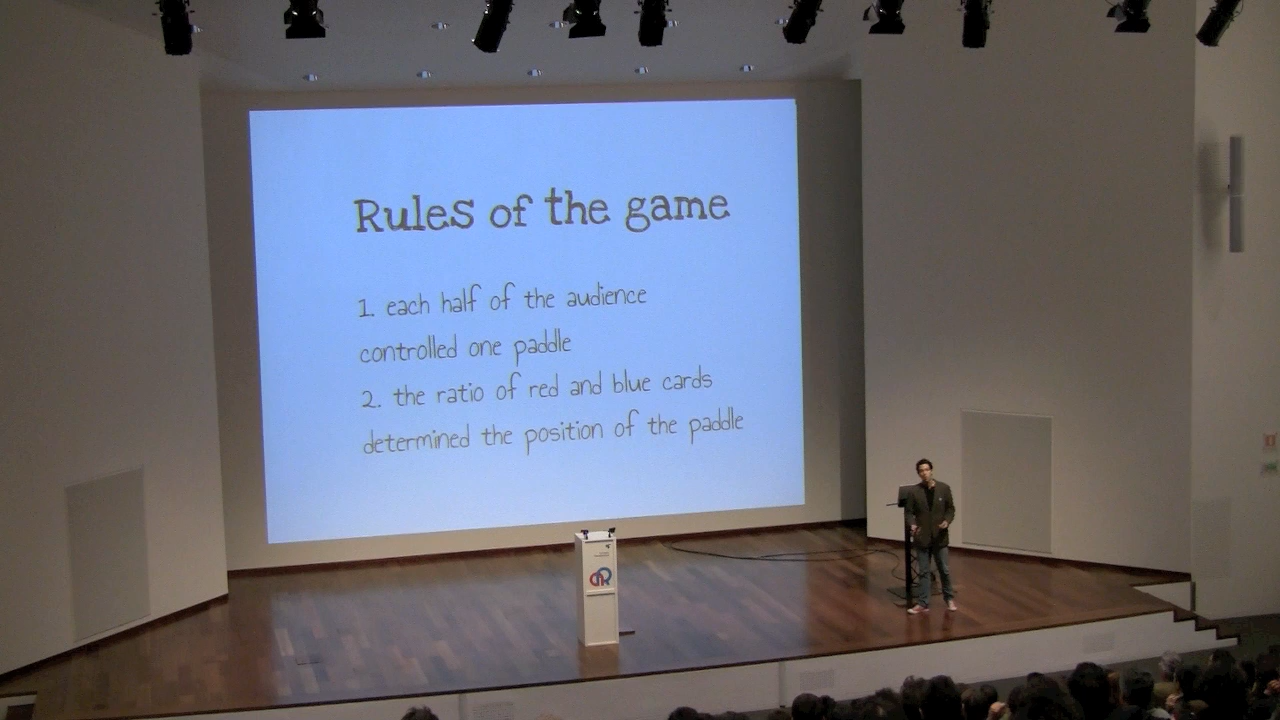 Rules of the game
1. each half of the audience
controlled one paddle
2. the ratio of red and blue cards
determined the position of the paddle